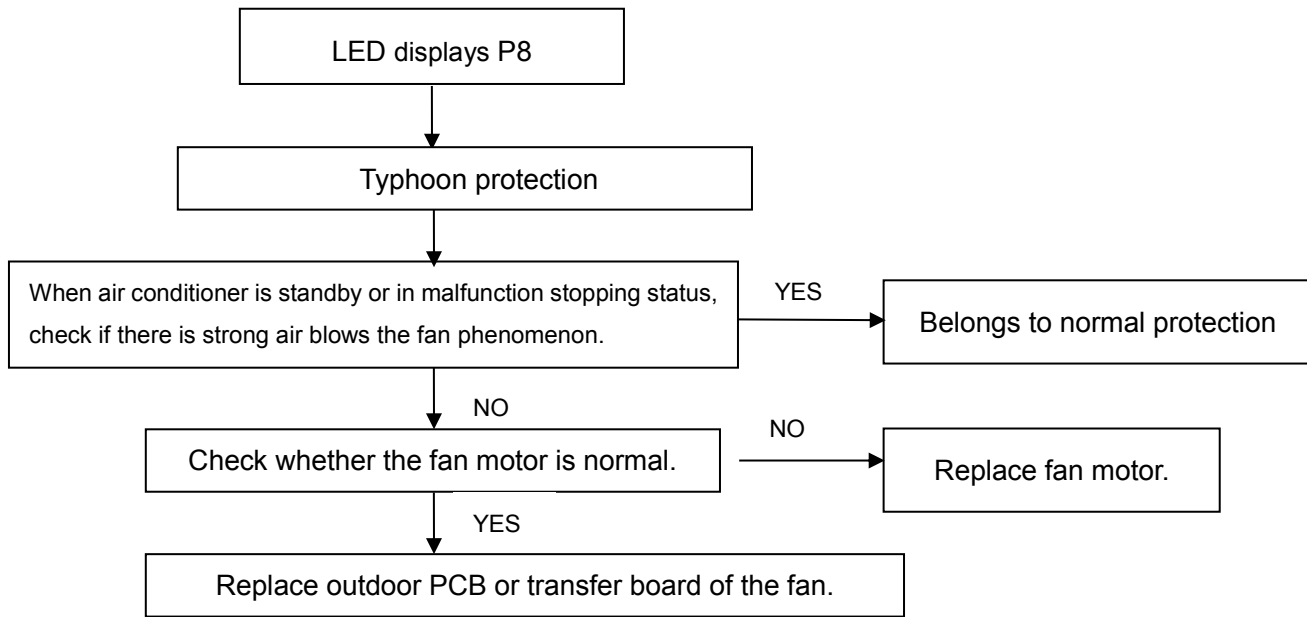 LED displays P8
Typhoon protection
When air conditioner is standby or in malfunction stopping status,
check if there is strong air blows the fan phenomenon.
YES
Belongs to normal protection
NO
Check whether the fan motor is normal.
NO
Replace fan motor.
YES
Replace outdoor PCB or transfer board of the fan.